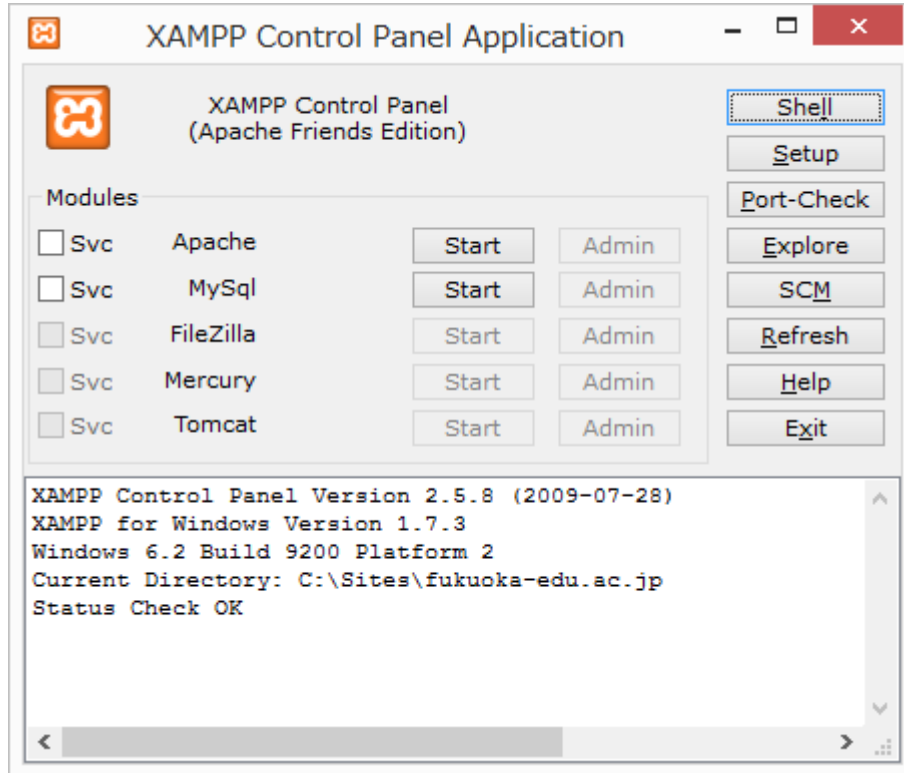 XAMPP Control Panel Application
XAMPP Control Panel
(Apache Friends Edition)
Shell
Setup
Port-Check
Explore
SCM
Refresh
Help
Exit
Modules
Svc Apache Start Admin
Svc MySql Start Admin
Svc FileZilla Start Admin
Svc Mercury Start Admin
Svc Tomcat Start Admin
XAMPP Control Panel Version 2.5.8 (2009-07-28)
XAMPP for Windows Version 1.7.3
Windows 6.2 Build 9200 Platform 2
Current Directory: C:\Sites\fukuoka-edu.ac.jp
Status Check OK